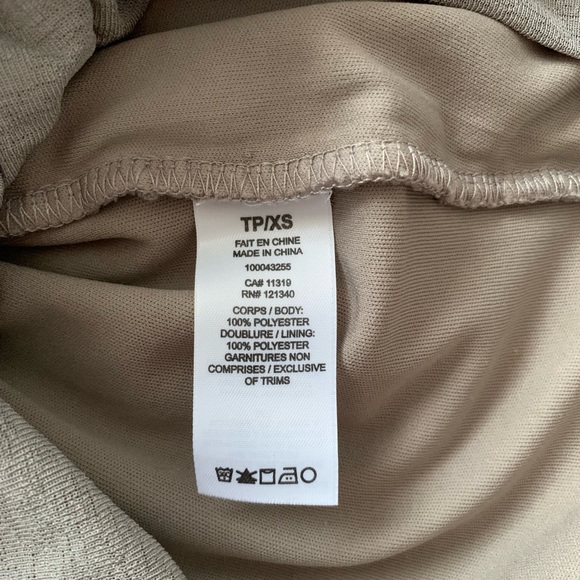 TP/XS
FAIT EN CHINE
MADE IN CHINA
100043255
CA# 11319
RN# 121340
CORPS / BODY:
100% POLYESTER
DOUBLURE / LINING:
100% POLYESTER
GARNITURES NON
COMPRISES / EXCLUSIVE
OF TRIMS